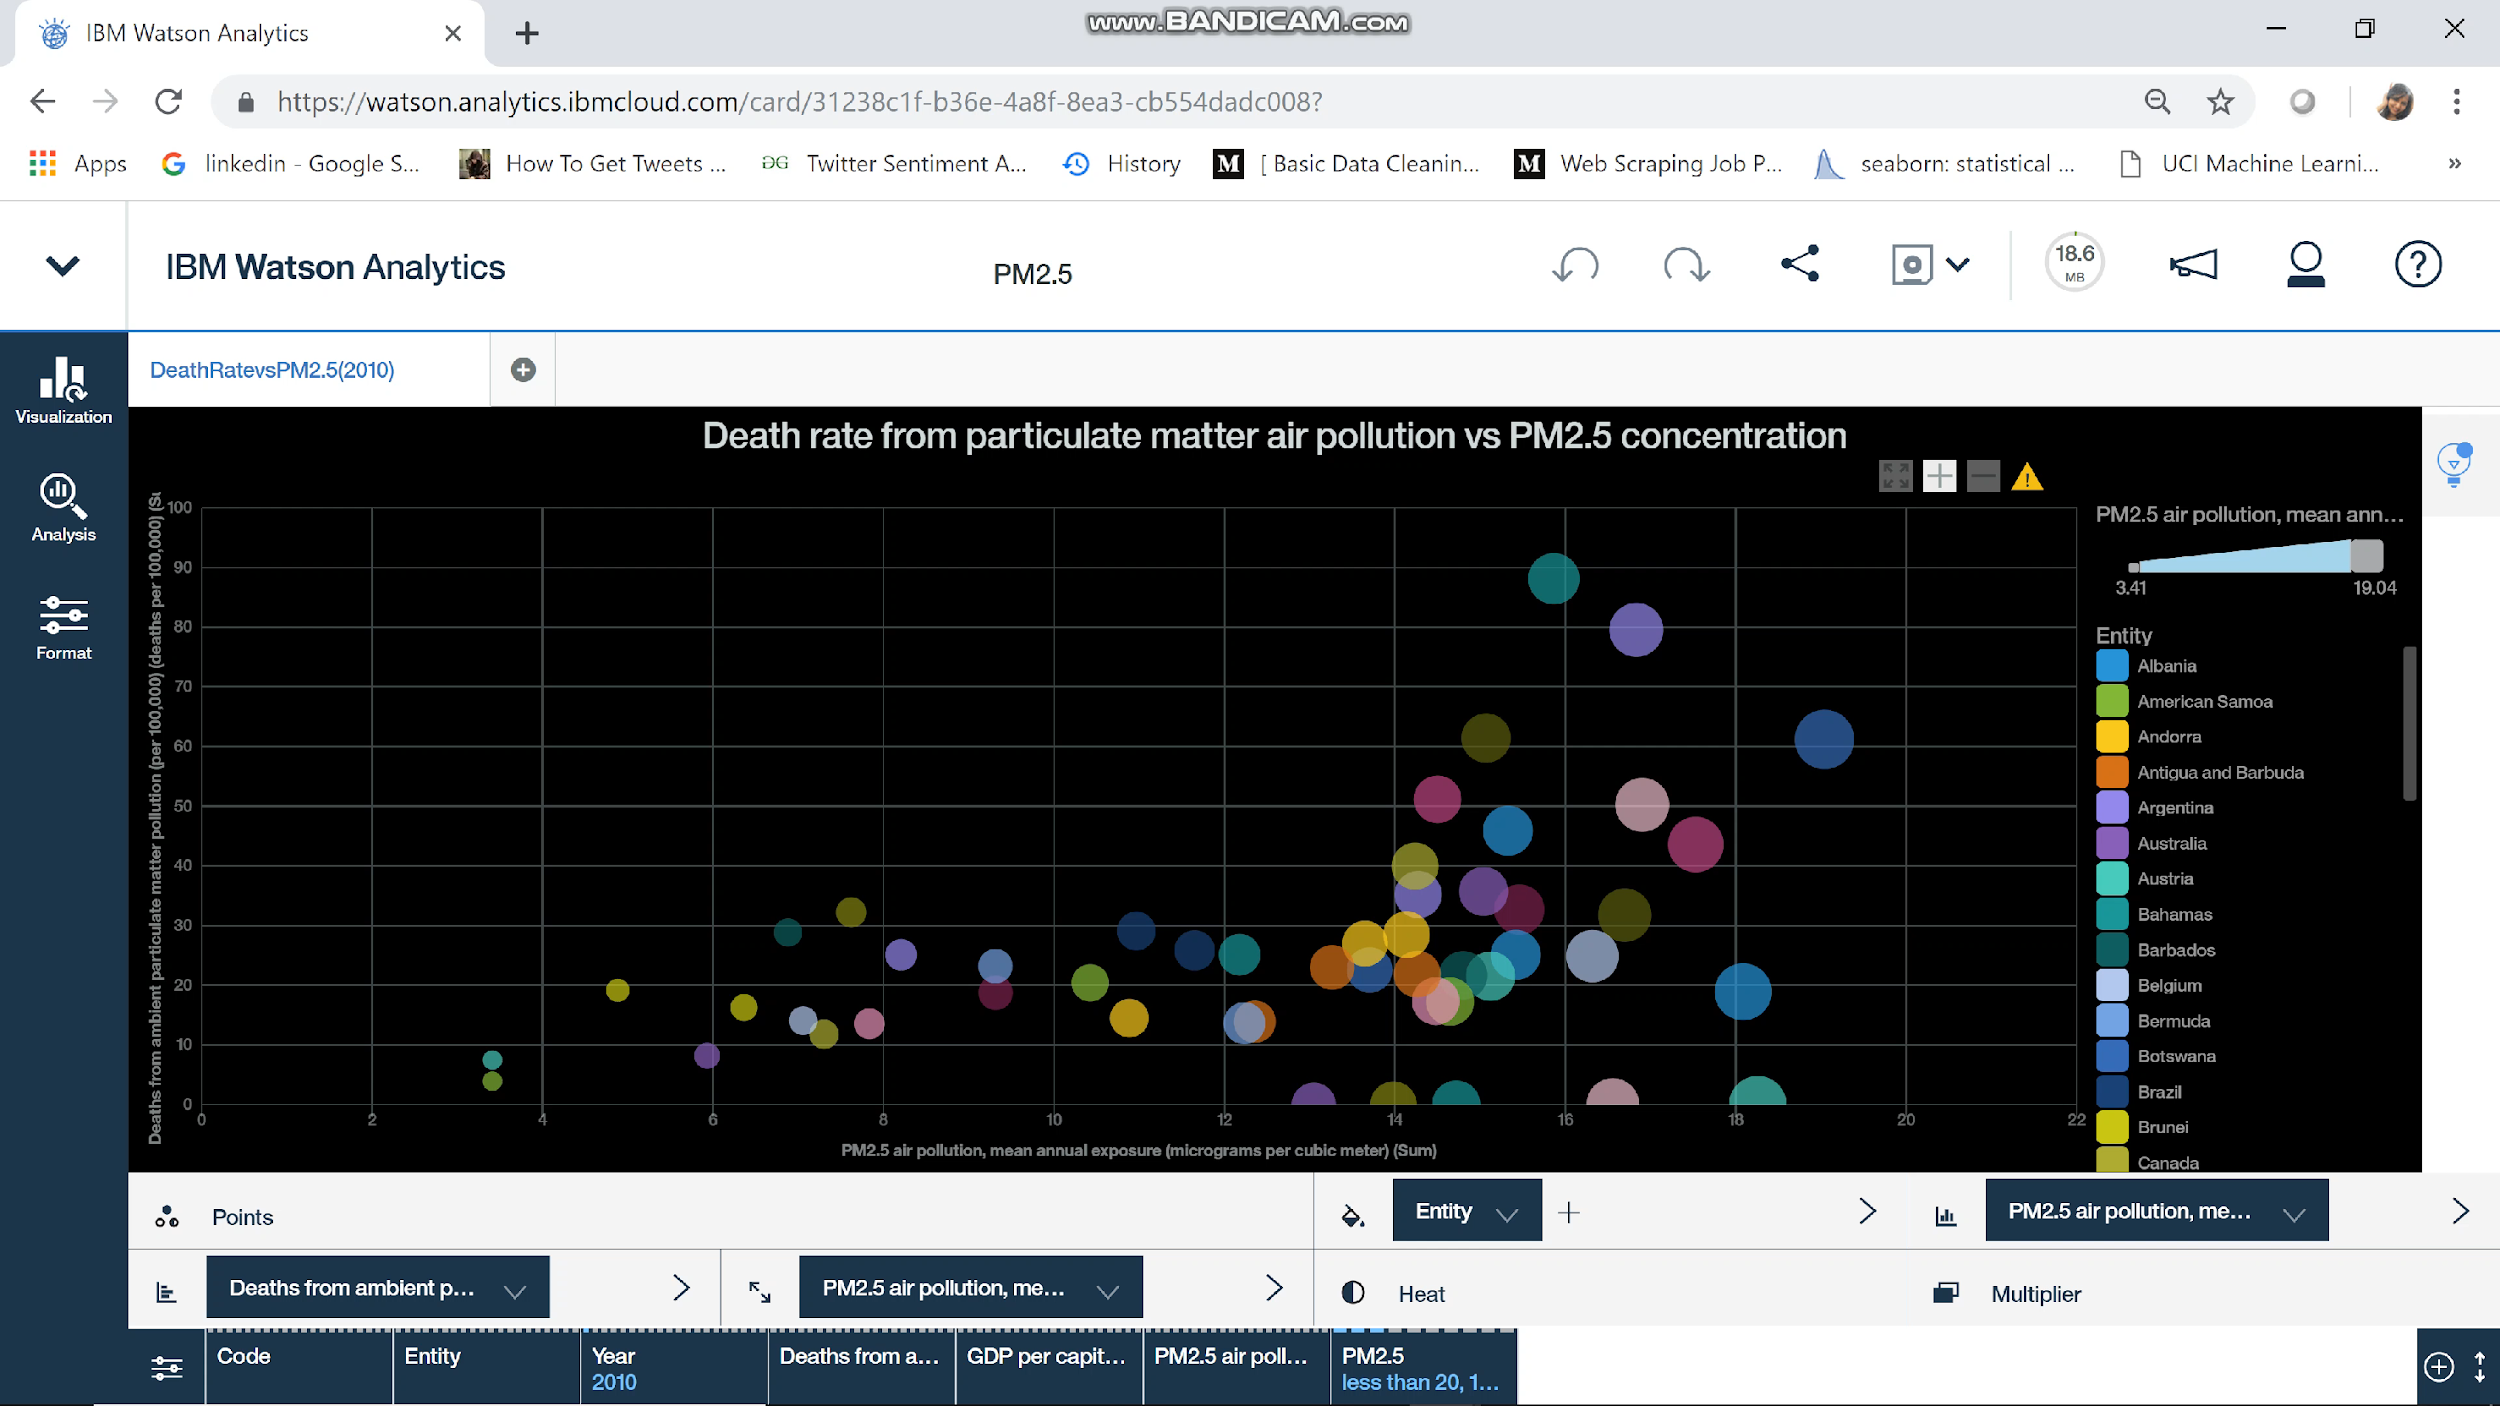 IBM Watson Analytics
www.BANDICAM.com
https://watson.analytics.ibmcloud.com/card/31238c1f-b36e-4a8f-8ea3-cb554dadc008?
Apps
linkedin - Google S...
How To Get Tweets ...
Twitter Sentiment A...
History
[ Basic Data Cleanin...
Web Scraping Job P...
seaborn: statistical ...
UCI Machine Learni...
IBM Watson Analytics
PM2.5
18.6
MB
Visualization
Analysis
Format
DeathRatevsPM2.5(2010)
Death rate from particulate matter air pollution vs PM2.5 concentration
Deaths from ambient particulate matter pollution (per 100,000) (deaths per 100,000) (Su
100
90
80
70
60
50
40
30
20
10
0
0 2 4 6 8 10 12 14 16 18 20 22
PM2.5 air pollution, mean annual exposure (micrograms per cubic meter) (Sum)
PM2.5 air pollution, mean ann...
3.41 19.04
Entity
Albania
American Samoa
Andorra
Antigua and Barbuda
Argentina
Australia
Austria
Bahamas
Barbados
Belgium
Bermuda
Botswana
Brazil
Brunei
Canada
Points
Entity
PM2.5 air pollution, me...
Deaths from ambient p...
PM2.5 air pollution, me...
Heat
Multiplier
Code
Entity
Year
2010
Deaths from a...
GDP per capit...
PM2.5 air poll...
PM2.5
less than 20, 1...